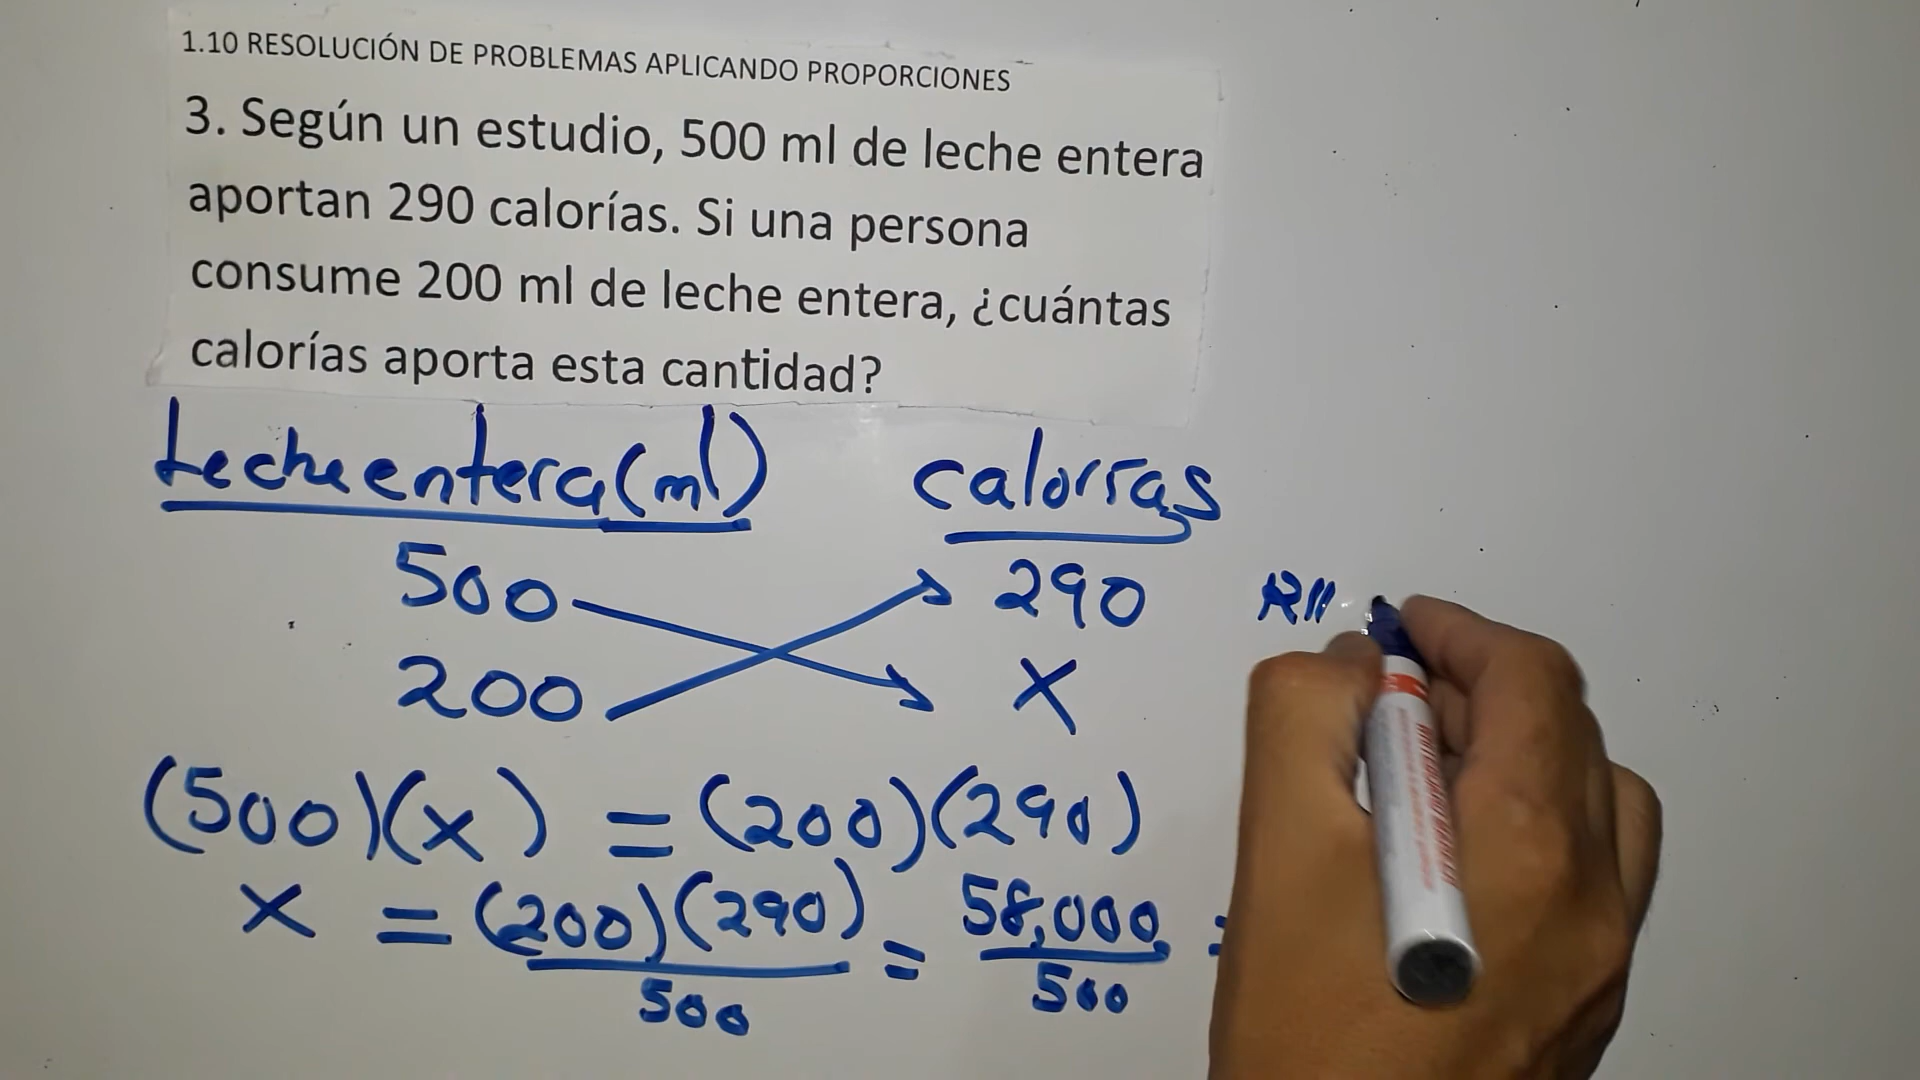 1.10 RESOLUCIÓN DE PROBLEMAS APLICANDO PROPORCIONES
3. Según un estudio, 500 ml de leche entera
aportan 290 calorías. Si una persona
consume 200 ml de leche entera, ¿cuántas
calorías aporta esta cantidad?
Leche entera (ml) calorías
500 290 R//
200 x
(500)(x) = (200)(290)
x = (200)(290) = 58,000 =
500 500